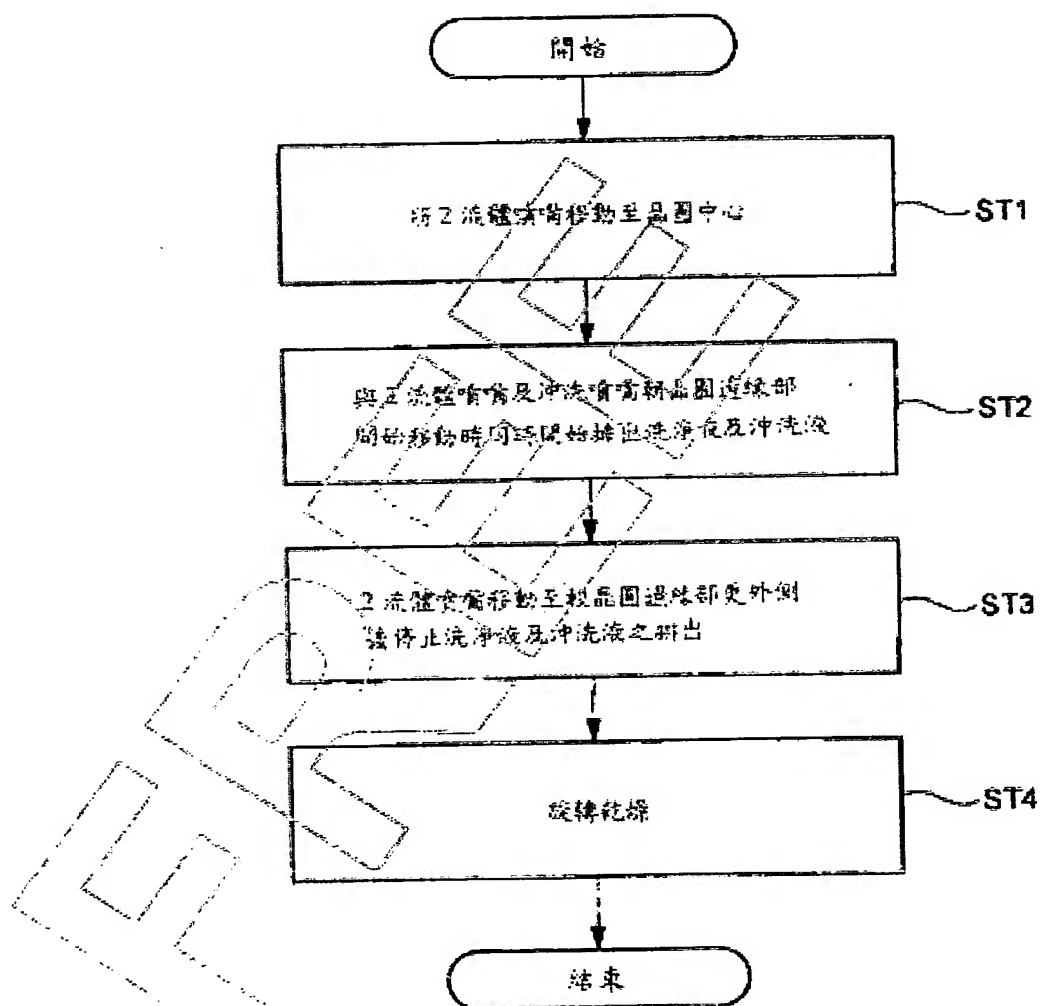 開始
將2流體噴嘴移動至晶圓中心
ST1
與2流體噴嘴及沖洗噴嘴朝晶圓邊緣部
開始移動時同時開始排出洗淨液及沖洗液
ST2
2流體噴嘴移動至較晶圓邊緣部更外側
後停止洗淨液及沖洗液之排出
ST3
旋轉乾燥
ST4
結束